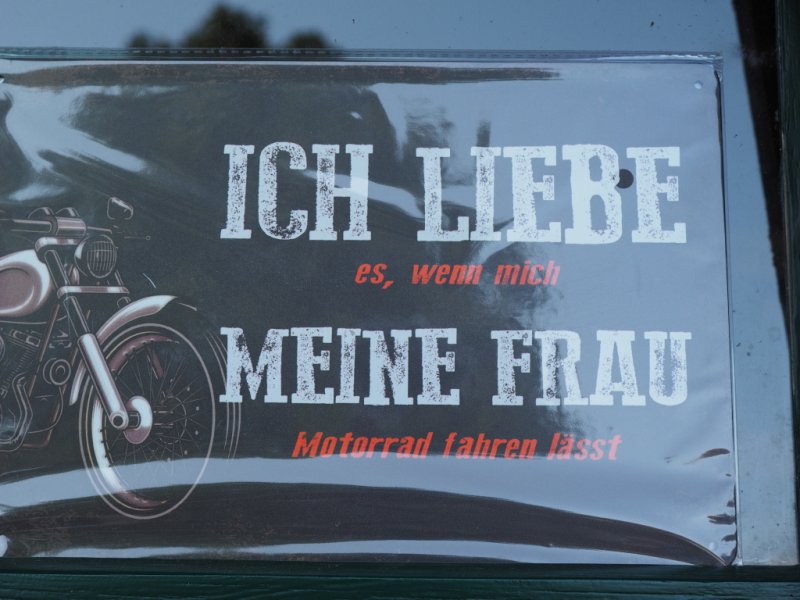 ICH LIEBE
es, wenn mich
MEINE FRAU
Motorrad fahren lässt